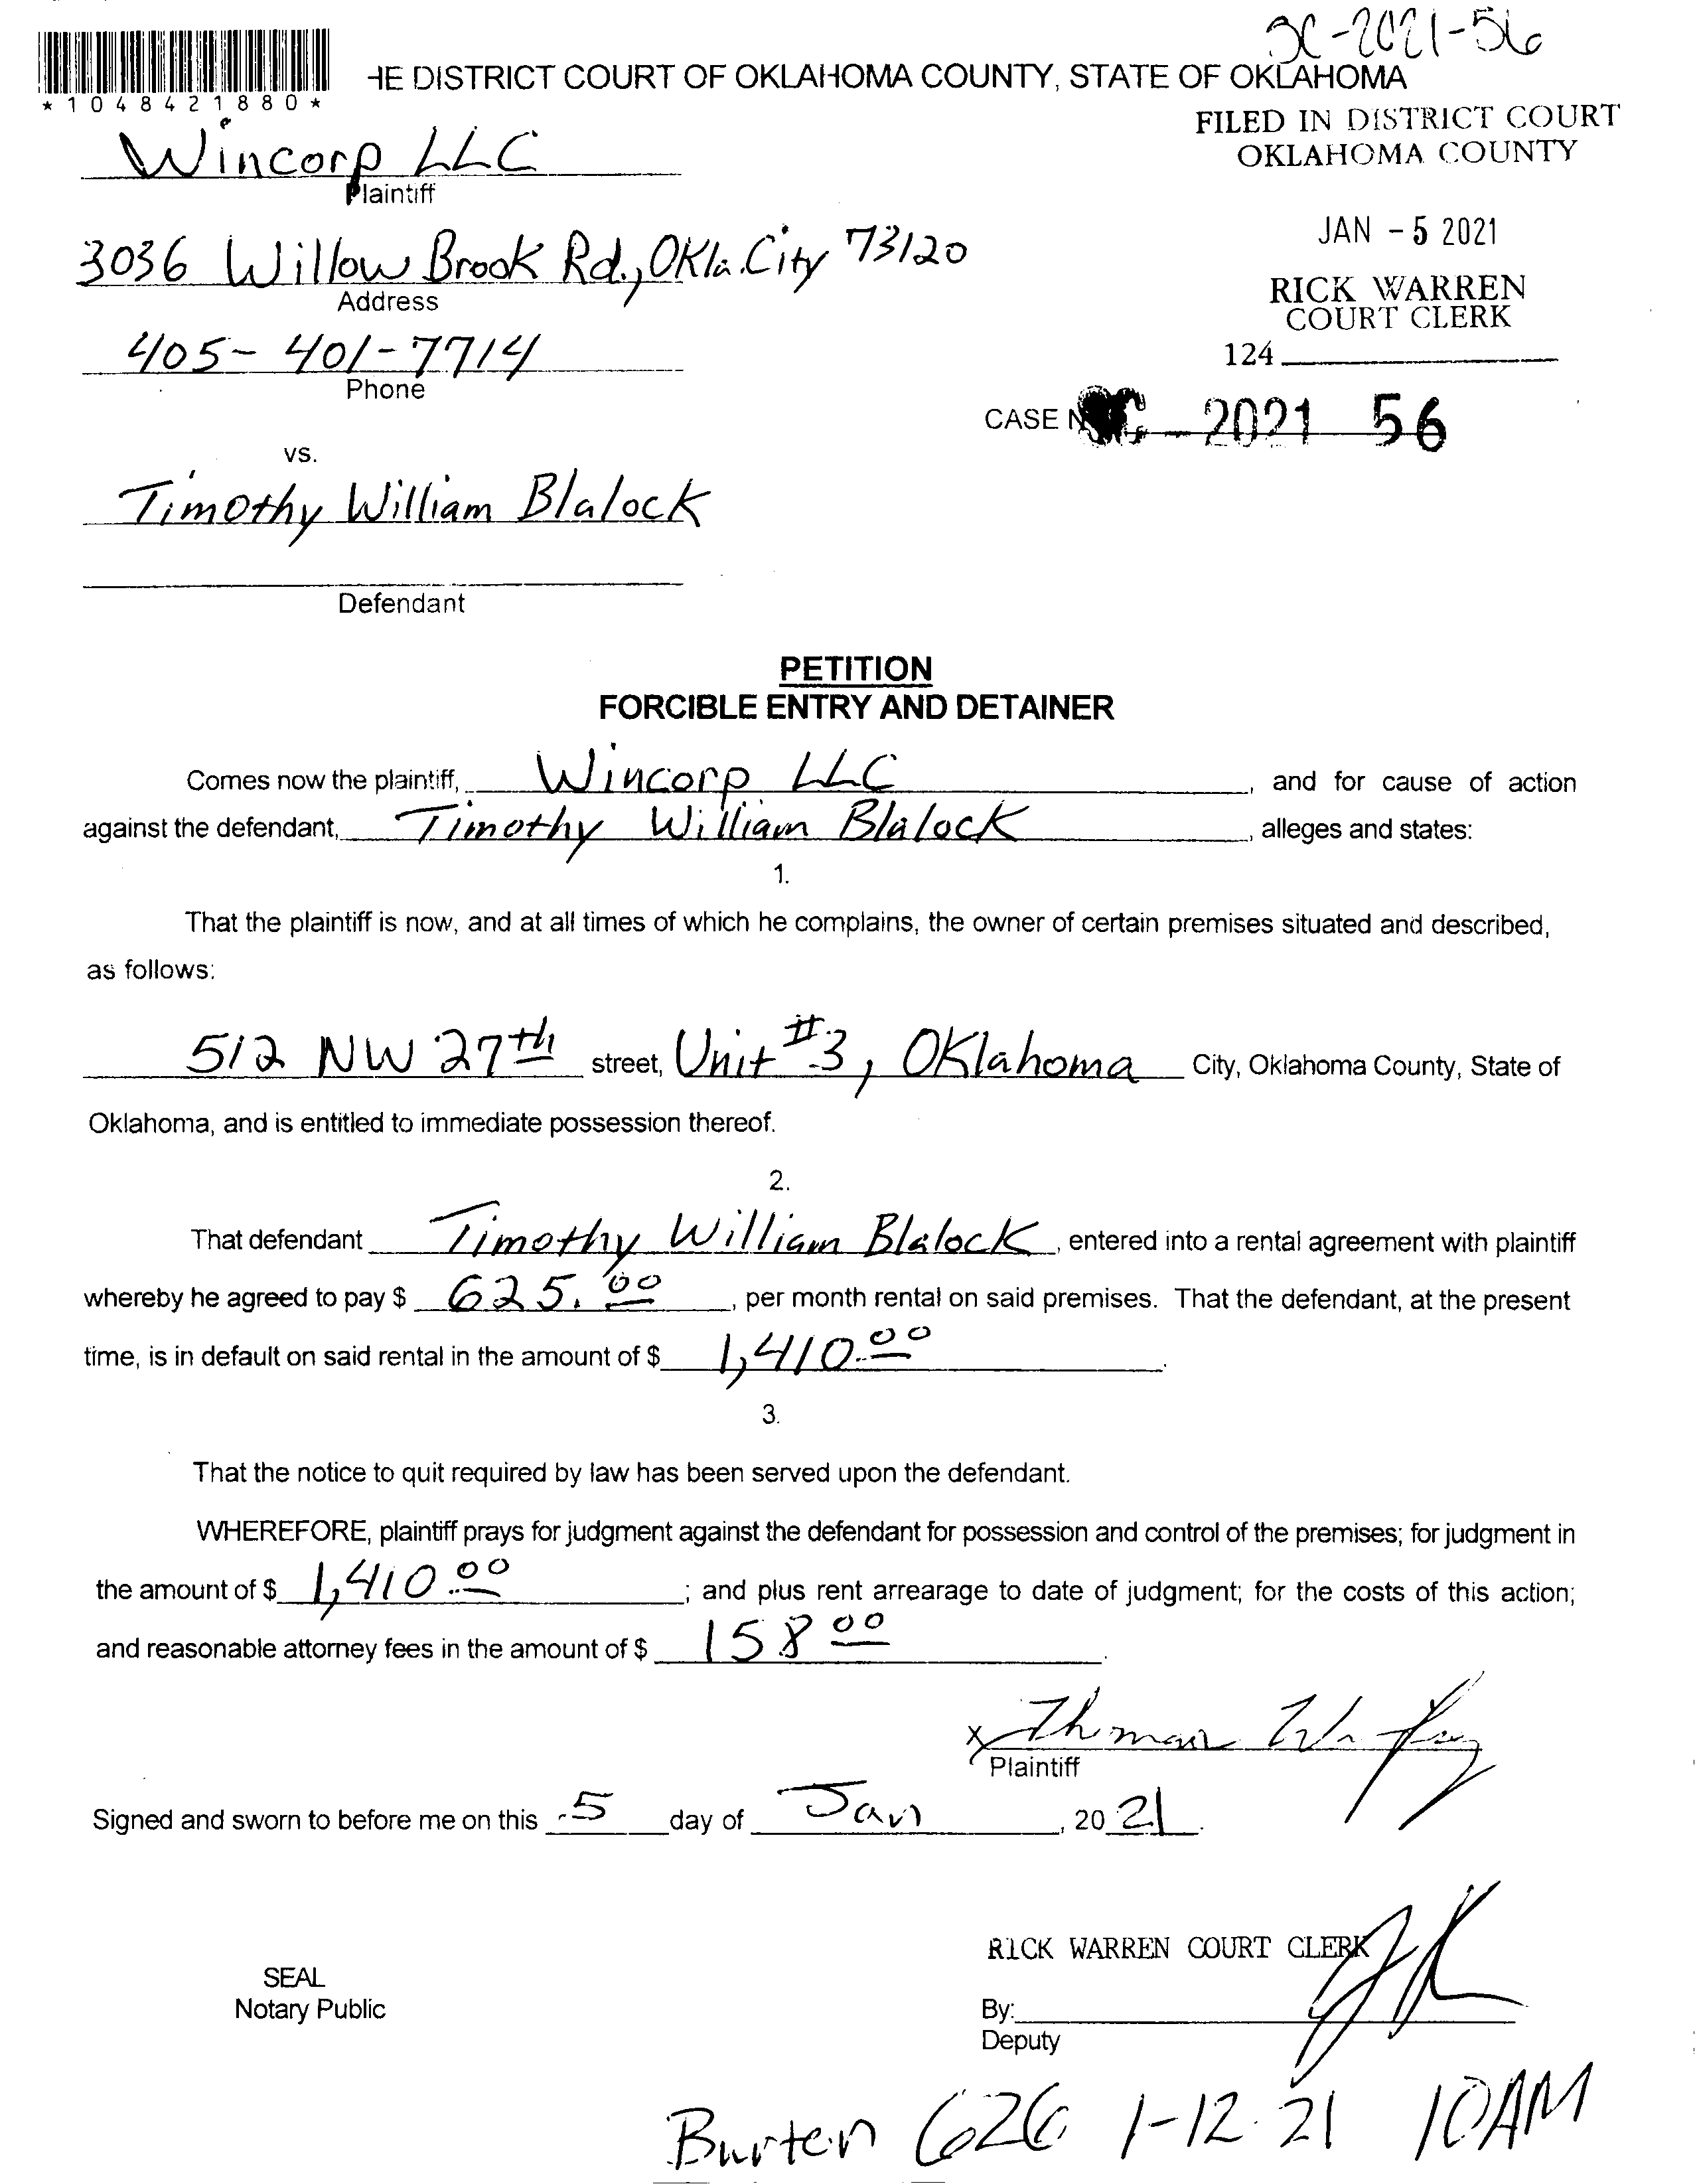 SC-2021-56
HE DISTRICT COURT OF OKLAHOMA COUNTY, STATE OF OKLAHOMA
*1048421880*
FILED IN DISTRICT COURT
OKLAHOMA COUNTY
Wincorp LLC
Plaintiff
JAN -5 2021
3036 Willow Brook Rd., Okla. City 73120
Address
RICK WARREN
COURT CLERK
124
405-401-7714
Phone
CASE N SC - 2021 56
vs.
Timothy William Blalock
Defendant
PETITION
FORCIBLE ENTRY AND DETAINER
Comes now the plaintiff, Wincorp LLC, and for cause of action
against the defendant, Timothy William Blalock, alleges and states:
1.
That the plaintiff is now, and at all times of which he complains, the owner of certain premises situated and described,
as follows:
512 NW 27th street, Unit #3, Oklahoma City, Oklahoma County, State of
Oklahoma, and is entitled to immediate possession thereof.
2.
That defendant Timothy William Blalock, entered into a rental agreement with plaintiff
whereby he agreed to pay $ 625.00, per month rental on said premises. That the defendant, at the present
time, is in default on said rental in the amount of $ 1,410.00.
3.
That the notice to quit required by law has been served upon the defendant.
WHEREFORE, plaintiff prays for judgment against the defendant for possession and control of the premises; for judgment in
the amount of $ 1,410.00; and plus rent arrearage to date of judgment; for the costs of this action;
and reasonable attorney fees in the amount of $ 158 00.
X Thomas
Plaintiff
Signed and sworn to before me on this 5 day of Jan, 20 21.
RICK WARREN COURT CLERK
SEAL
Notary Public
By:
Deputy
Burten 626 1-12-21 10AM